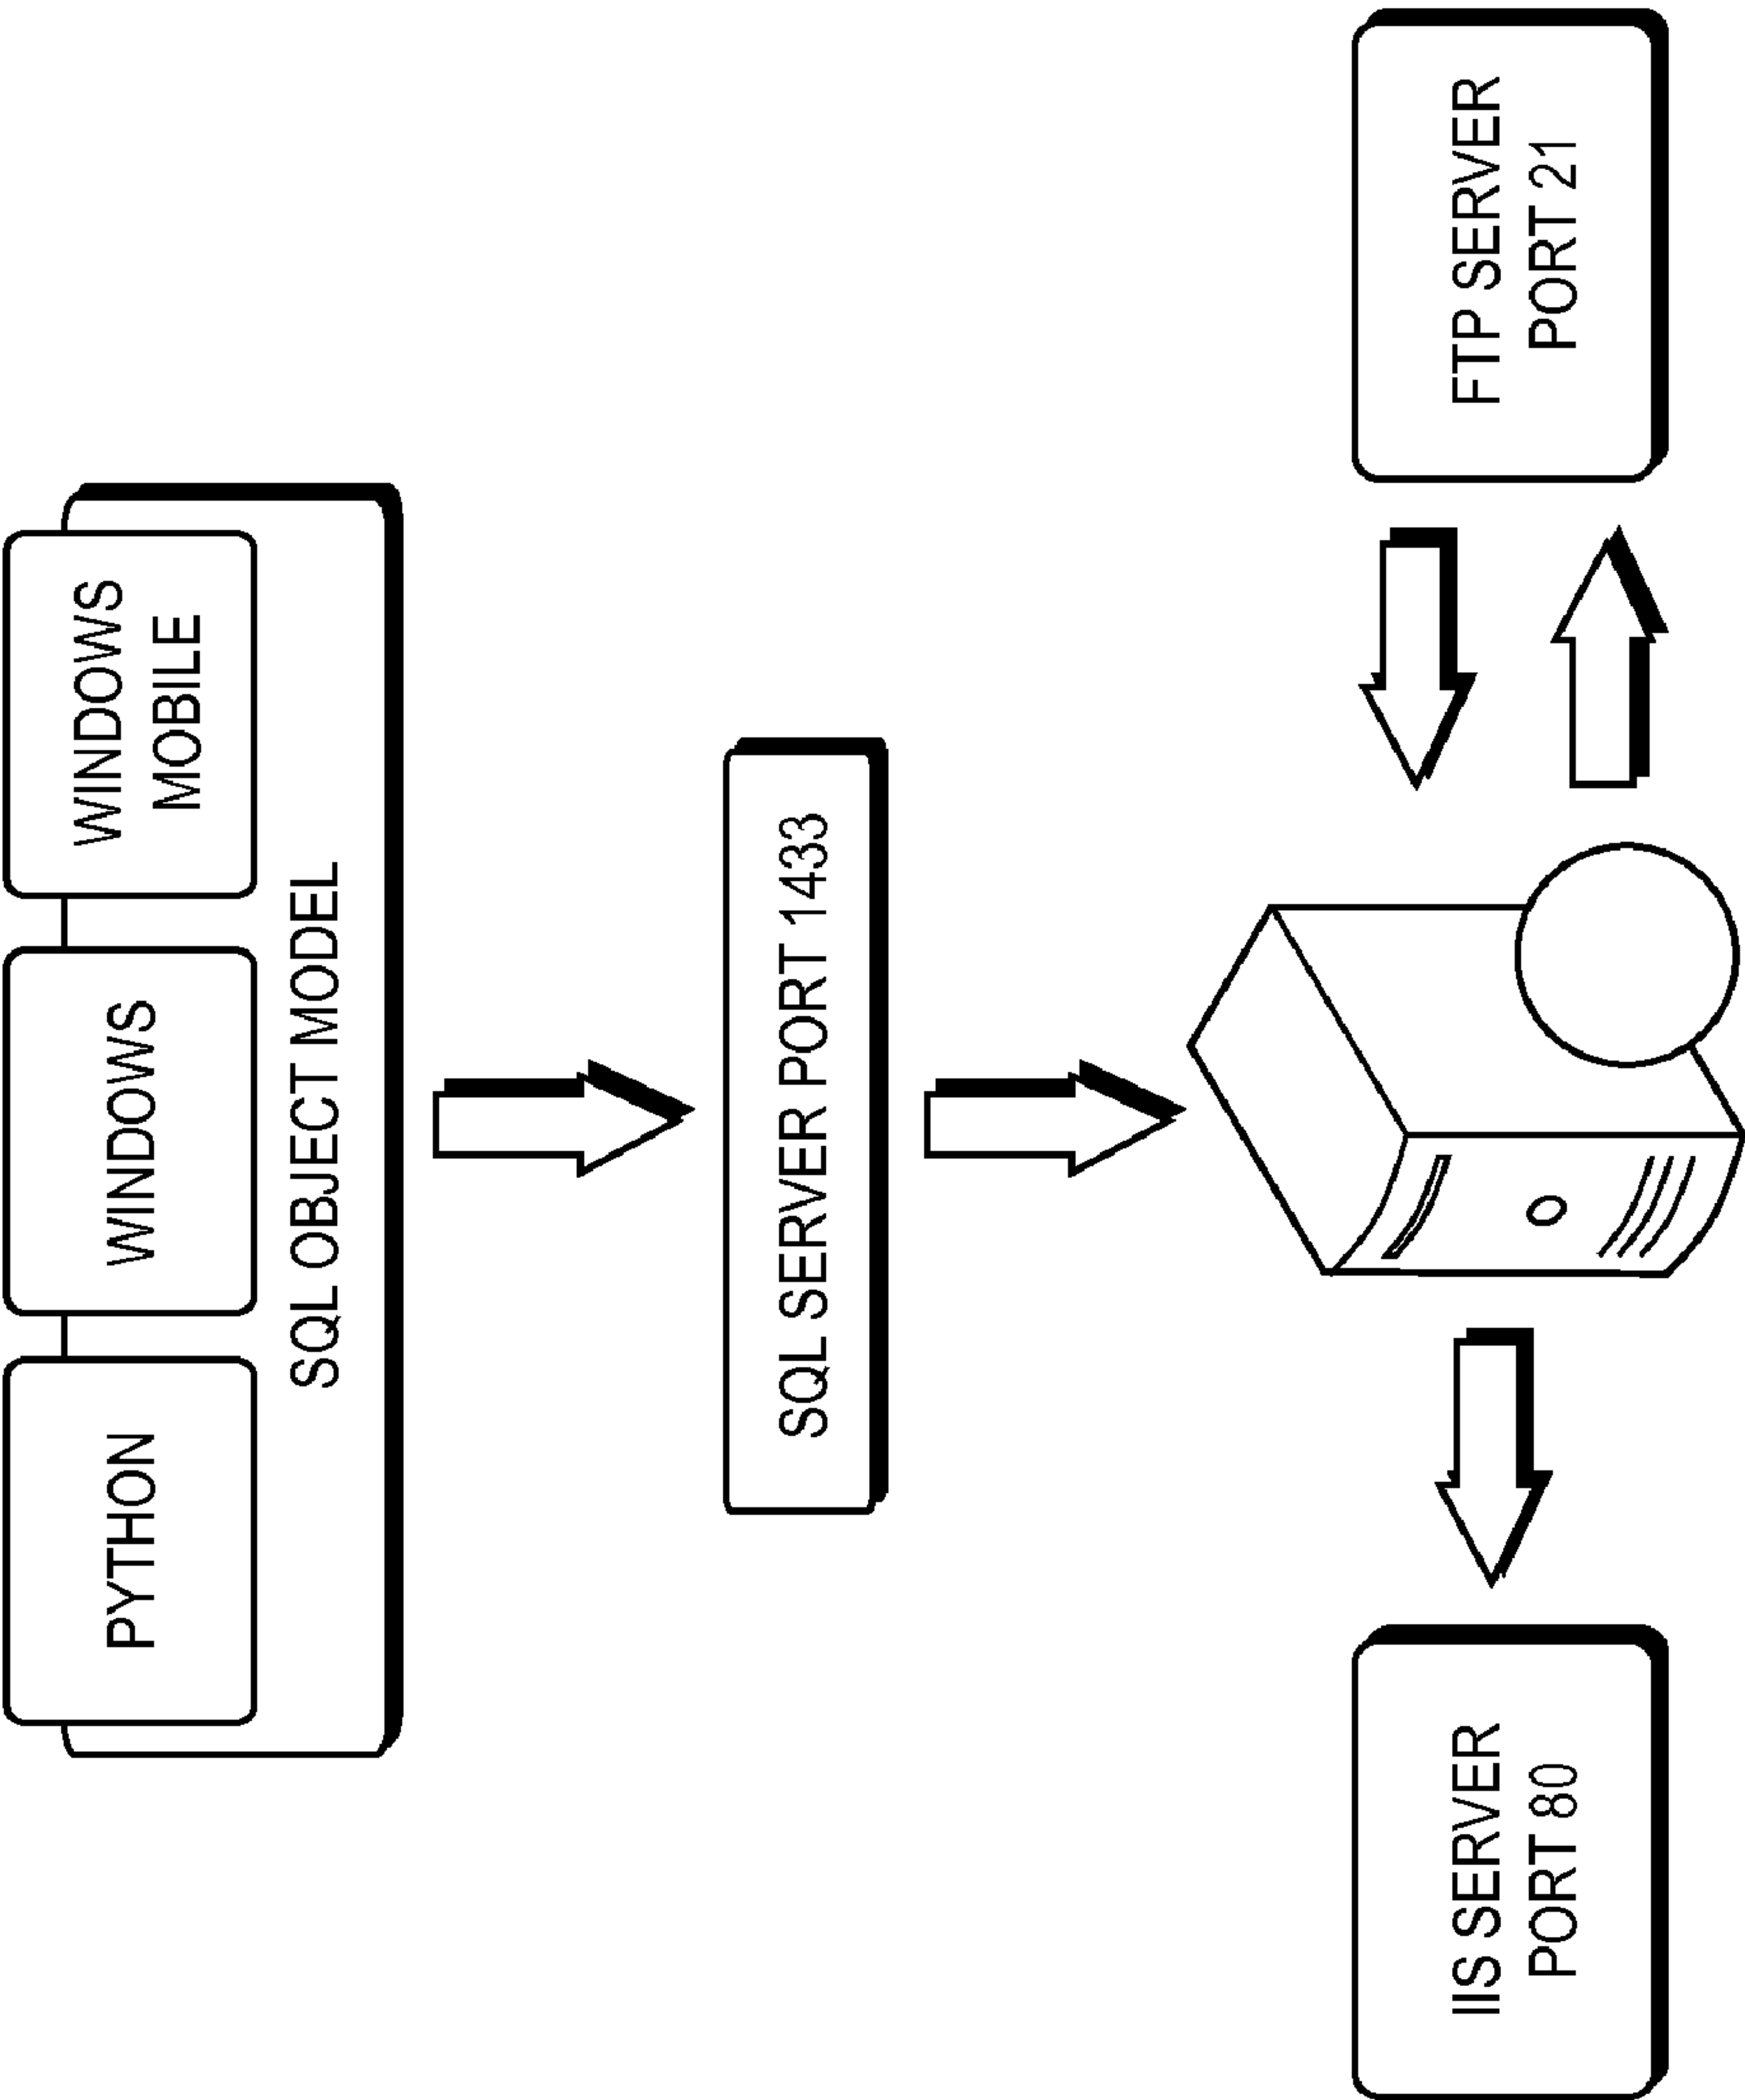 PYTHON
WINDOWS
WINDOWS
MOBILE
SQL OBJECT MODEL
SQL SERVER PORT 1433
IIS SERVER
PORT 80
FTP SERVER
PORT 21